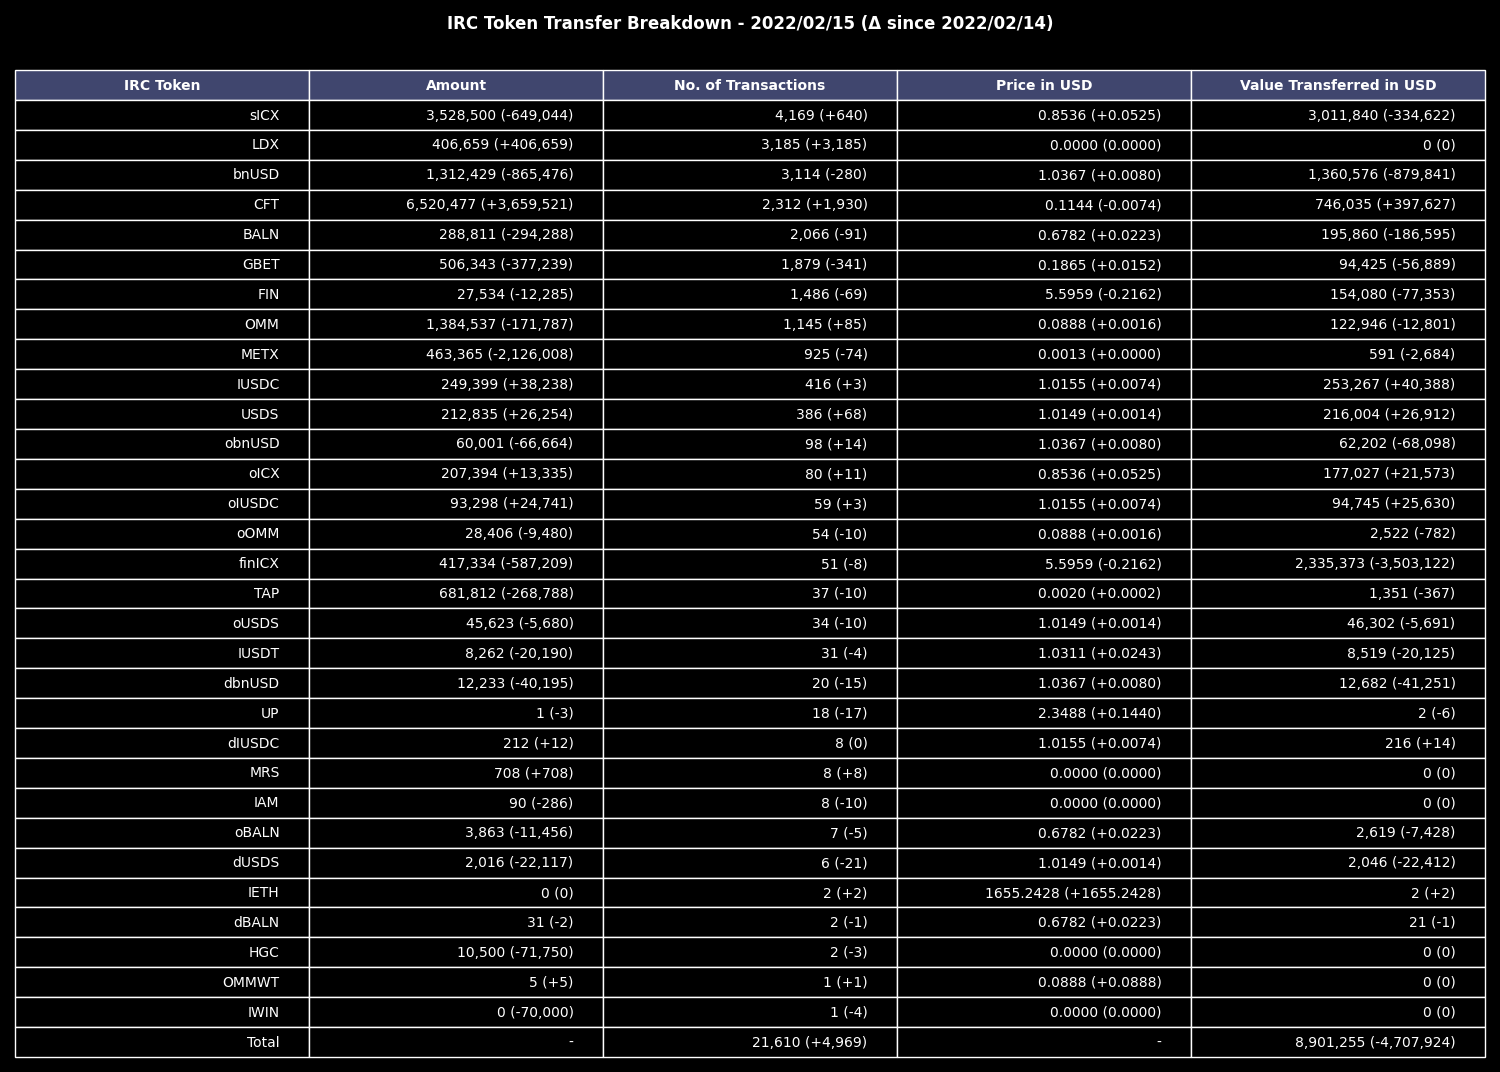 IRC Token Transfer Breakdown - 2022/02/15 (Δ since 2022/02/14)
IRC Token Amount No. of Transactions Price in USD Value Transferred in USD
sICX 3,528,500 (-649,044) 4,169 (+640) 0.8536 (+0.0525) 3,011,840 (-334,622)
LDX 406,659 (+406,659) 3,185 (+3,185) 0.0000 (0.0000) 0 (0)
bnUSD 1,312,429 (-865,476) 3,114 (-280) 1.0367 (+0.0080) 1,360,576 (-879,841)
CFT 6,520,477 (+3,659,521) 2,312 (+1,930) 0.1144 (-0.0074) 746,035 (+397,627)
BALN 288,811 (-294,288) 2,066 (-91) 0.6782 (+0.0223) 195,860 (-186,595)
GBET 506,343 (-377,239) 1,879 (-341) 0.1865 (+0.0152) 94,425 (-56,889)
FIN 27,534 (-12,285) 1,486 (-69) 5.5959 (-0.2162) 154,080 (-77,353)
OMM 1,384,537 (-171,787) 1,145 (+85) 0.0888 (+0.0016) 122,946 (-12,801)
METX 463,365 (-2,126,008) 925 (-74) 0.0013 (+0.0000) 591 (-2,684)
IUSDC 249,399 (+38,238) 416 (+3) 1.0155 (+0.0074) 253,267 (+40,388)
USDS 212,835 (+26,254) 386 (+68) 1.0149 (+0.0014) 216,004 (+26,912)
obnUSD 60,001 (-66,664) 98 (+14) 1.0367 (+0.0080) 62,202 (-68,098)
oICX 207,394 (+13,335) 80 (+11) 0.8536 (+0.0525) 177,027 (+21,573)
oIUSDC 93,298 (+24,741) 59 (+3) 1.0155 (+0.0074) 94,745 (+25,630)
oOMM 28,406 (-9,480) 54 (-10) 0.0888 (+0.0016) 2,522 (-782)
finICX 417,334 (-587,209) 51 (-8) 5.5959 (-0.2162) 2,335,373 (-3,503,122)
TAP 681,812 (-268,788) 37 (-10) 0.0020 (+0.0002) 1,351 (-367)
oUSDS 45,623 (-5,680) 34 (-10) 1.0149 (+0.0014) 46,302 (-5,691)
IUSDT 8,262 (-20,190) 31 (-4) 1.0311 (+0.0243) 8,519 (-20,125)
dbnUSD 12,233 (-40,195) 20 (-15) 1.0367 (+0.0080) 12,682 (-41,251)
UP 1 (-3) 18 (-17) 2.3488 (+0.1440) 2 (-6)
dIUSDC 212 (+12) 8 (0) 1.0155 (+0.0074) 216 (+14)
MRS 708 (+708) 8 (+8) 0.0000 (0.0000) 0 (0)
IAM 90 (-286) 8 (-10) 0.0000 (0.0000) 0 (0)
oBALN 3,863 (-11,456) 7 (-5) 0.6782 (+0.0223) 2,619 (-7,428)
dUSDS 2,016 (-22,117) 6 (-21) 1.0149 (+0.0014) 2,046 (-22,412)
IETH 0 (0) 2 (+2) 1655.2428 (+1655.2428) 2 (+2)
dBALN 31 (-2) 2 (-1) 0.6782 (+0.0223) 21 (-1)
HGC 10,500 (-71,750) 2 (-3) 0.0000 (0.0000) 0 (0)
OMMWT 5 (+5) 1 (+1) 0.0888 (+0.0888) 0 (0)
IWIN 0 (-70,000) 1 (-4) 0.0000 (0.0000) 0 (0)
Total - 21,610 (+4,969) - 8,901,255 (-4,707,924)